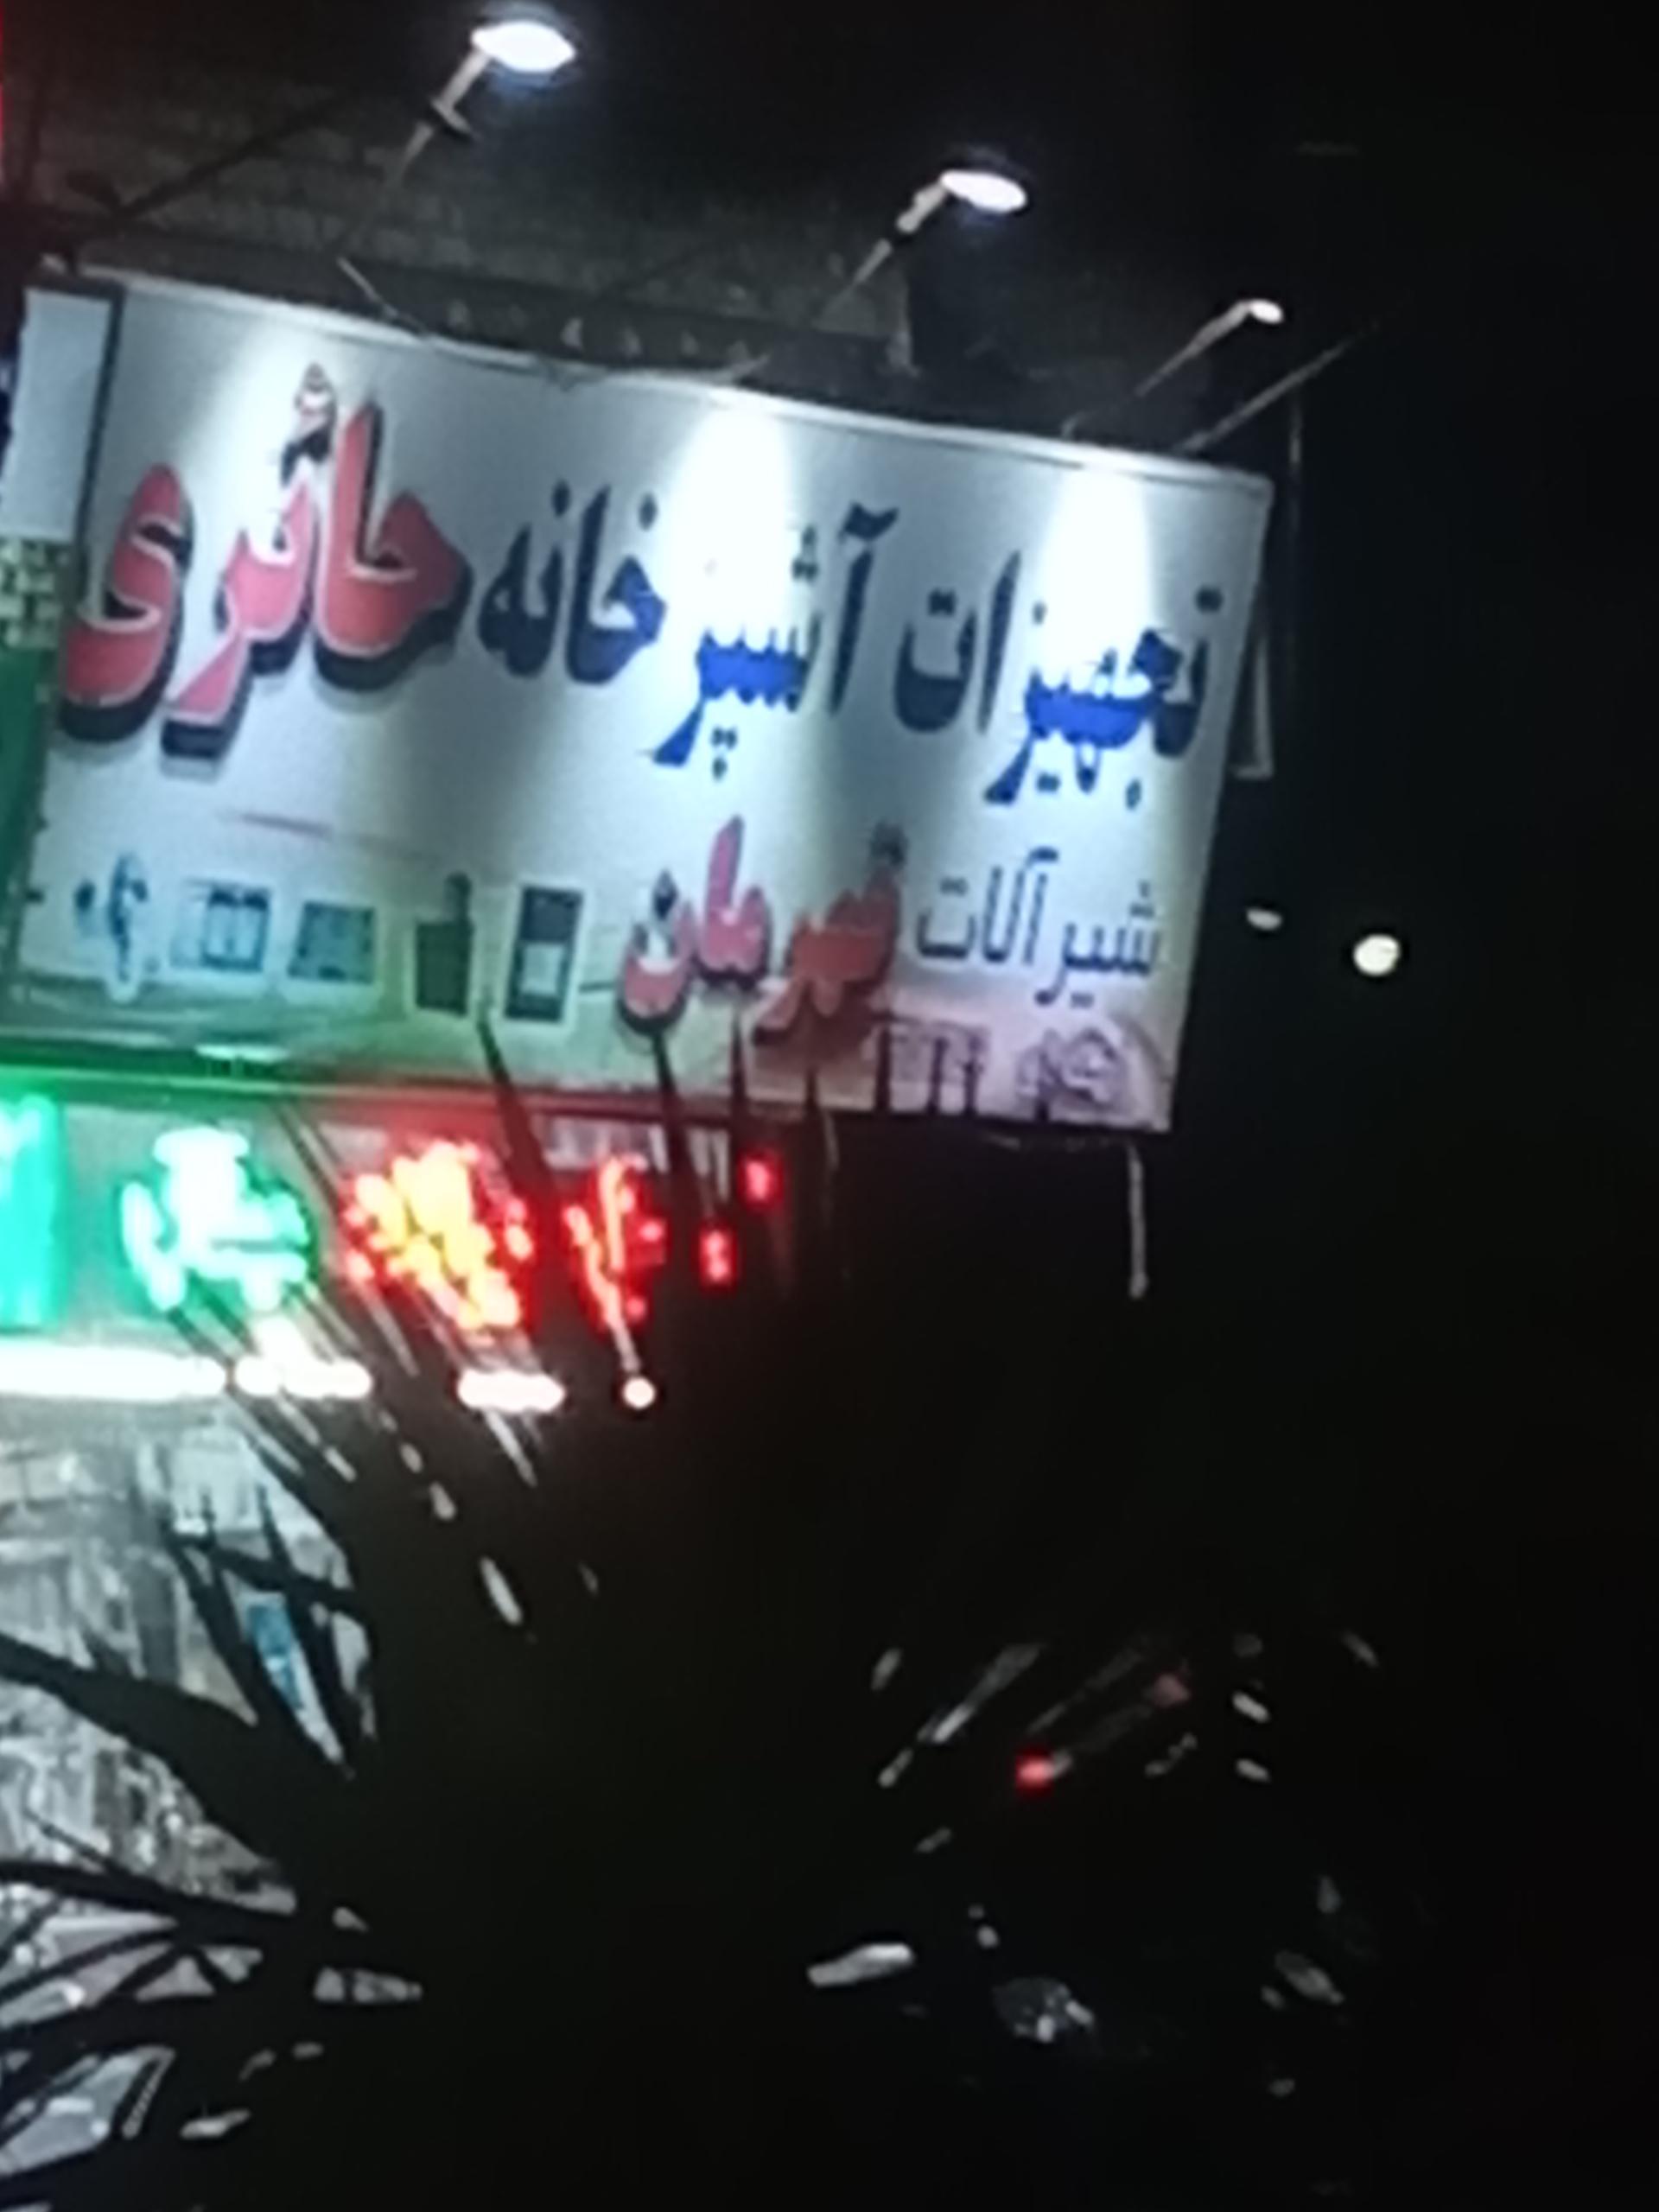 تجهیزات آشپزخانه حائری
شیرآلات قهرمان